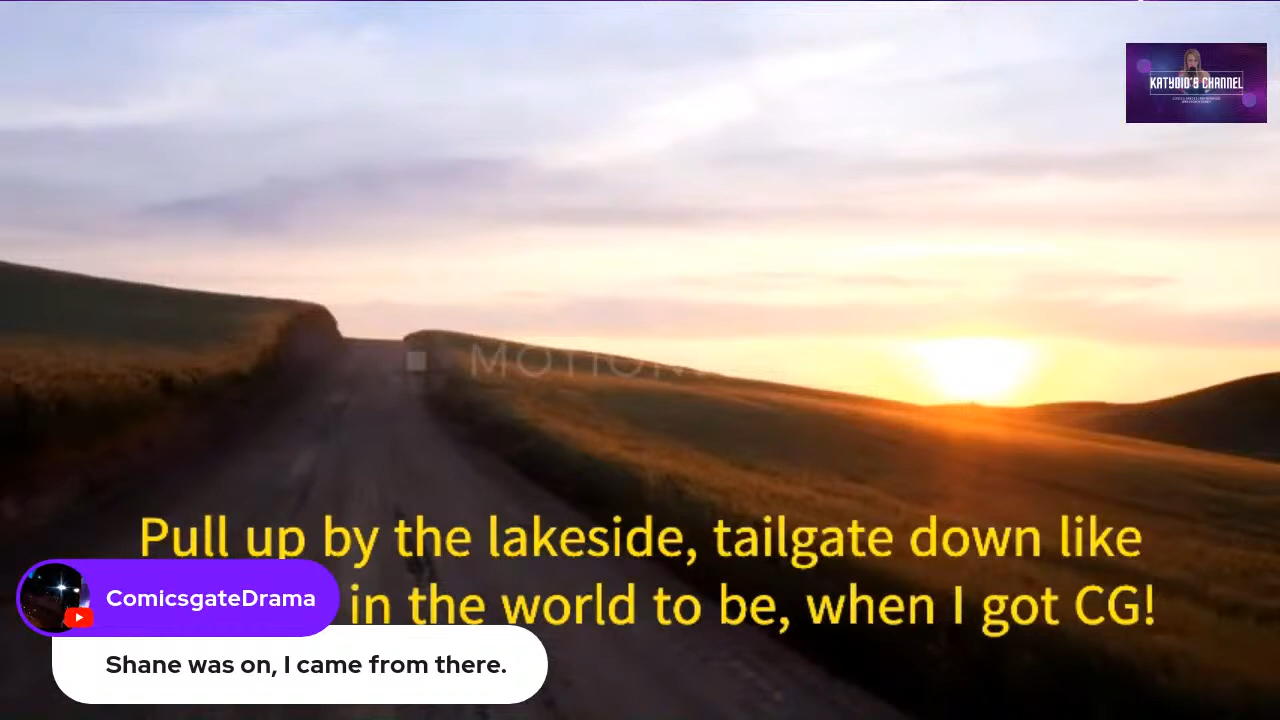 KATYDID'S CHANNEL
MOTION
Pull up by the lakeside, tailgate down like
in the world to be, when I got CG!
ComicsgateDrama
Shane was on, I came from there.